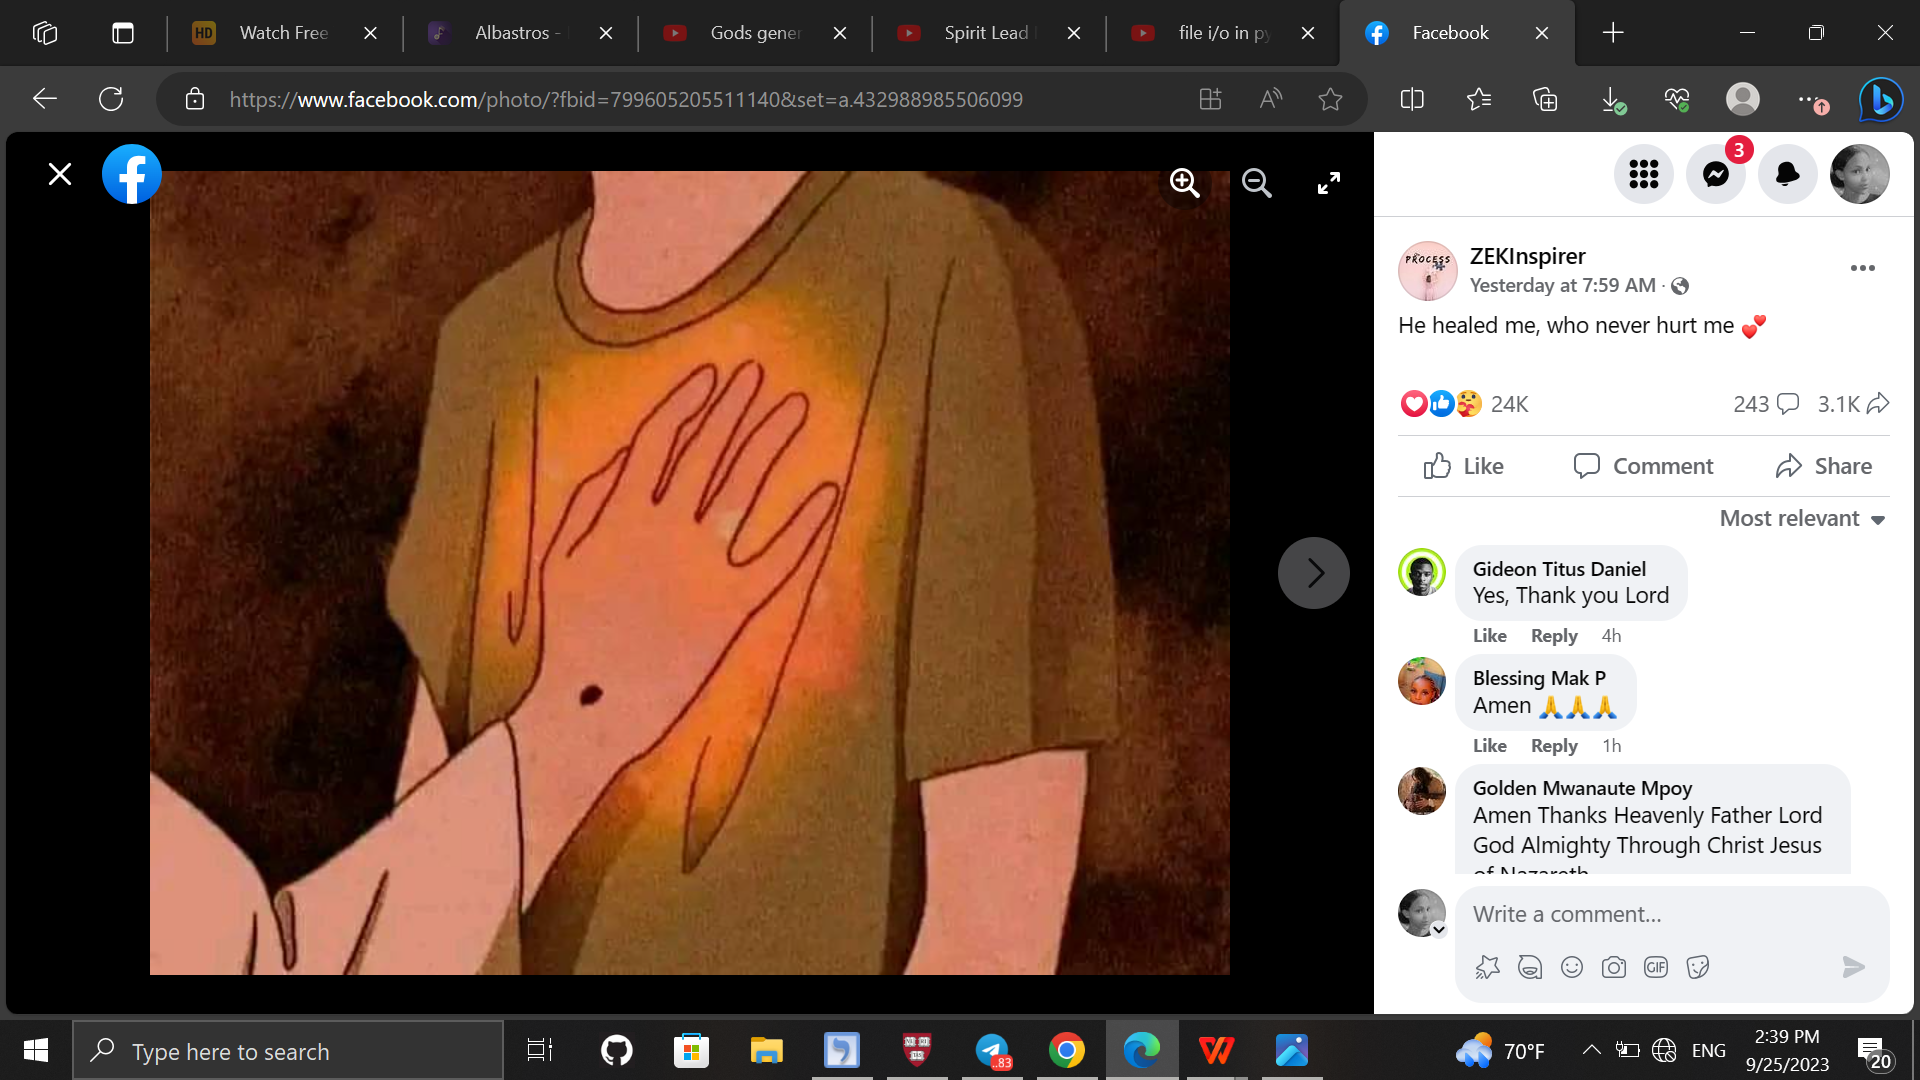 Watch Free
Albastros -
Gods gener
Spirit Lead
file i/o in py
Facebook
https://www.facebook.com/photo/?fbid=799605205511140&set=a.432988985506099
3
PROCESS
ZEKInspirer
Yesterday at 7:59 AM ·
He healed me, who never hurt me 💕
24K
243
3.1K
Like
Comment
Share
Most relevant
Gideon Titus Daniel
Yes, Thank you Lord
Like Reply 4h
Blessing Mak P
Amen 🙏🙏🙏
Like Reply 1h
Golden Mwanaute Mpoy
Amen Thanks Heavenly Father Lord
God Almighty Through Christ Jesus
of Nazareth
Write a comment...
GIF
Type here to search
..83
70°F
ENG
2:39 PM
9/25/2023
20